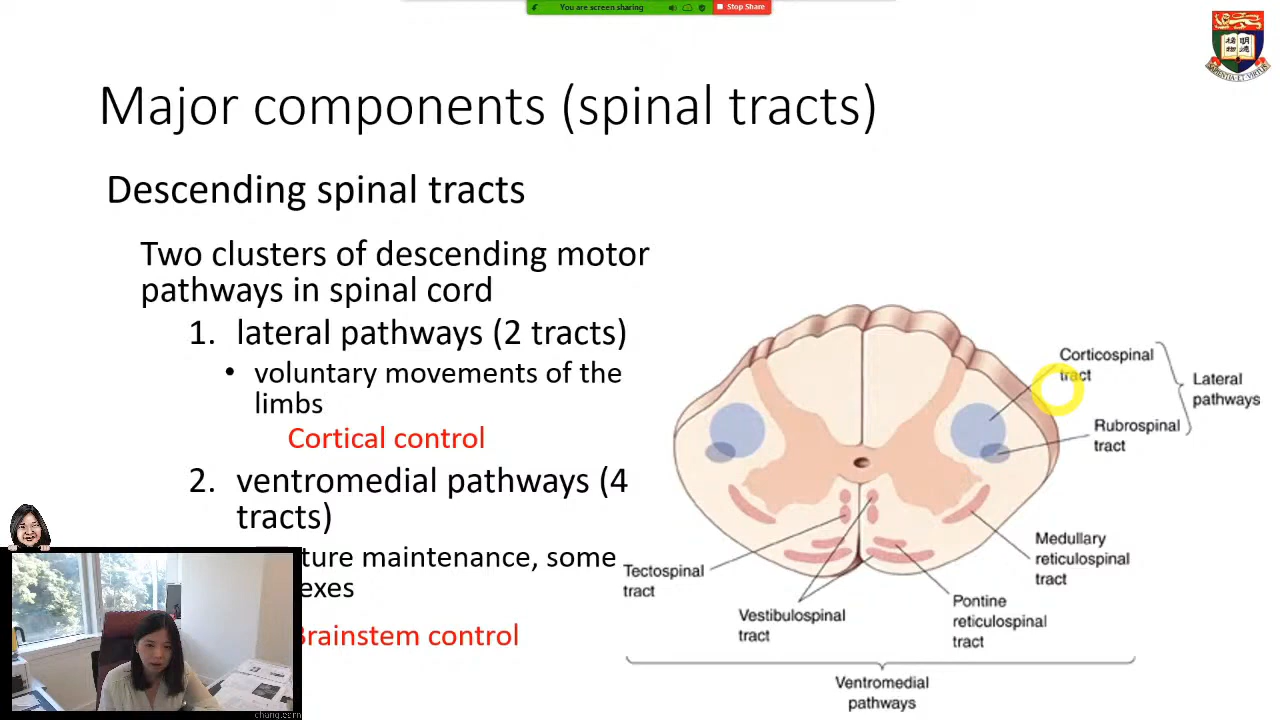 You are screen sharing
Stop Share
Major components (spinal tracts)
Descending spinal tracts
Two clusters of descending motor
pathways in spinal cord
1. lateral pathways (2 tracts)
• voluntary movements of the
limbs
Cortical control
2. ventromedial pathways (4
tracts)
ture maintenance, some
exes
Brainstem control
Corticospinal
tract
Rubrospinal
tract
Lateral
pathways
Medullary
reticulospinal
tract
Pontine
reticulospinal
tract
Vestibulospinal
tract
Tectospinal
tract
Ventromedial
pathways